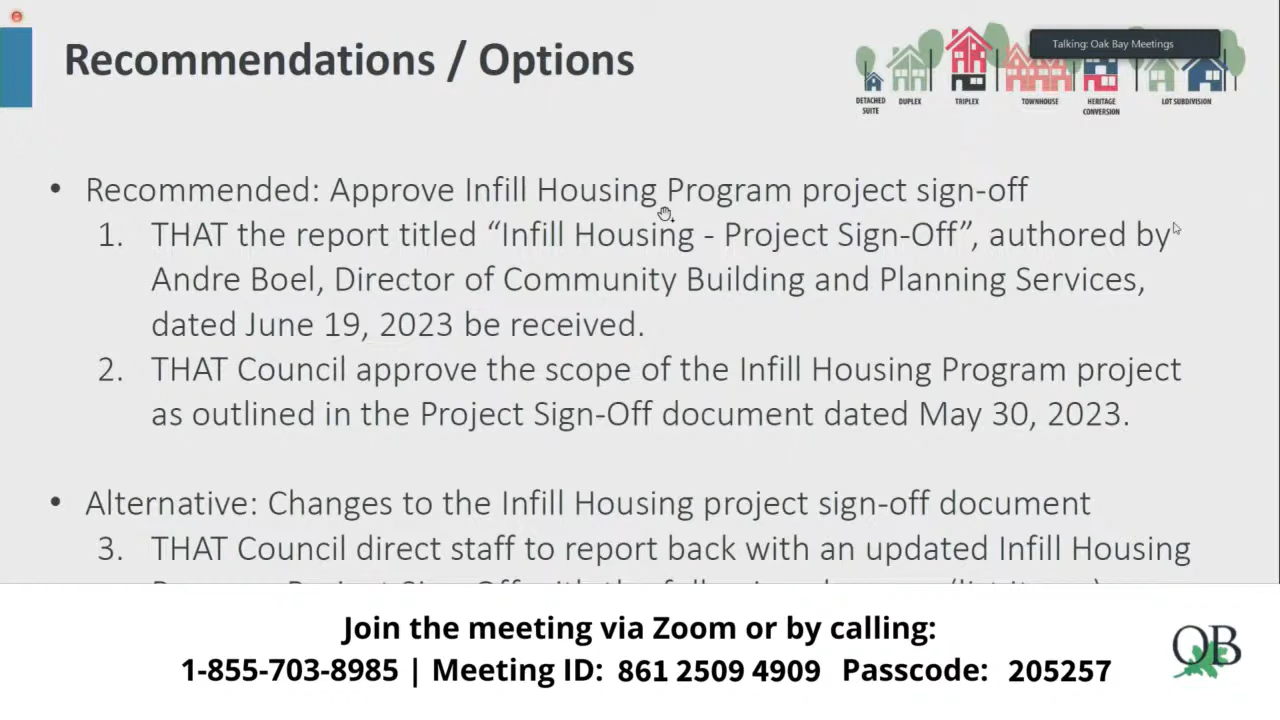 Recommendations / Options
Talking: Oak Bay Meetings
DETACHED SUITE
DUPLEX
TRIPLEX
TOWNHOUSE
HERITAGE CONVERSION
LOT SUBDIVISION
• Recommended: Approve Infill Housing Program project sign-off
1. THAT the report titled “Infill Housing - Project Sign-Off”, authored by
Andre Boel, Director of Community Building and Planning Services,
dated June 19, 2023 be received.
2. THAT Council approve the scope of the Infill Housing Program project
as outlined in the Project Sign-Off document dated May 30, 2023.
• Alternative: Changes to the Infill Housing project sign-off document
3. THAT Council direct staff to report back with an updated Infill Housing
Join the meeting via Zoom or by calling:
1-855-703-8985 | Meeting ID: 861 2509 4909 Passcode: 205257
OB